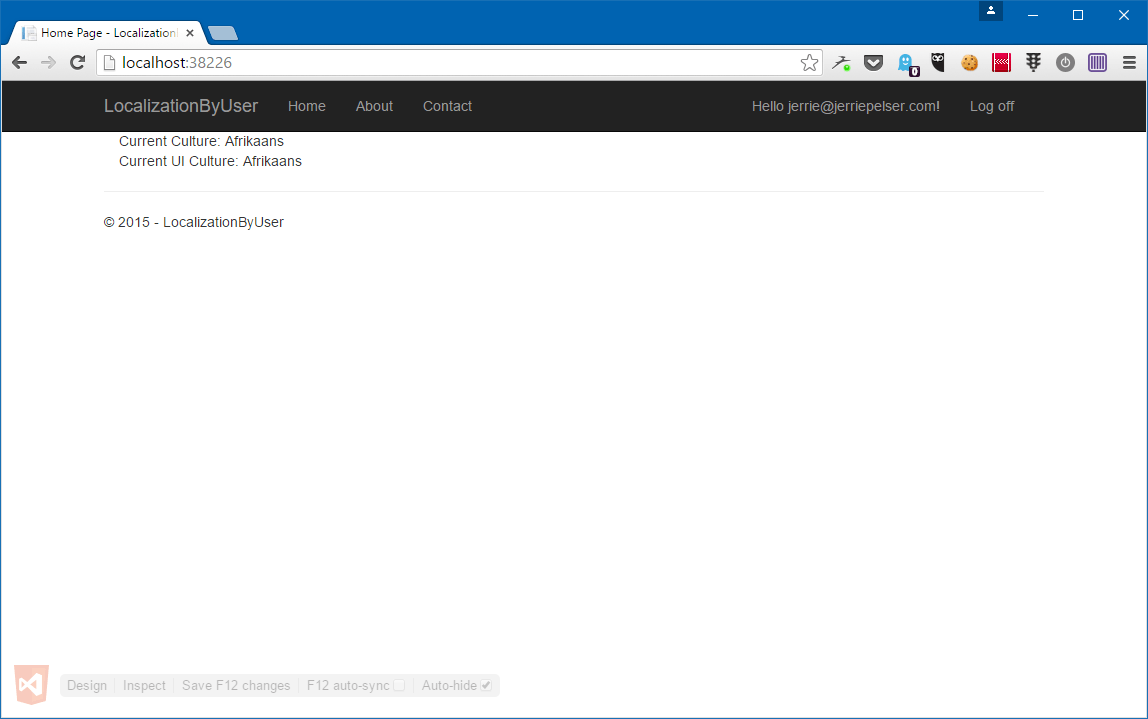 Home Page - Localization
localhost:38226
0
LocalizationByUser Home About Contact Hello jerrie@jerriepelser.com! Log off
Current Culture: Afrikaans
Current UI Culture: Afrikaans
© 2015 - LocalizationByUser
Design Inspect Save F12 changes F12 auto-sync Auto-hide